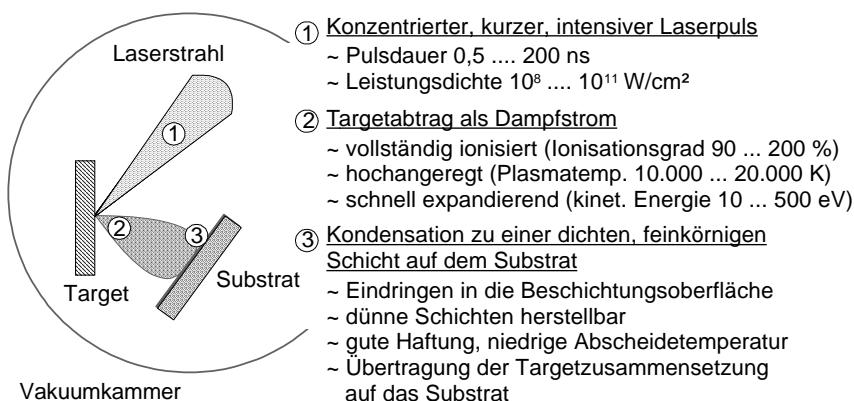 Laserstrahl
1
2
3
Target
Substrat
Vakuumkammer
1 Konzentrierter, kurzer, intensiver Laserpuls
~ Pulsdauer 0,5 .... 200 ns
~ Leistungsdichte 10⁸ .... 10¹¹ W/cm²
2 Targetabtrag als Dampfstrom
~ vollständig ionisiert (Ionisationsgrad 90 ... 200 %)
~ hochangeregt (Plasmatemp. 10.000 ... 20.000 K)
~ schnell expandierend (kinet. Energie 10 ... 500 eV)
3 Kondensation zu einer dichten, feinkörnigen
Schicht auf dem Substrat
~ Eindringen in die Beschichtungsoberfläche
~ dünne Schichten herstellbar
~ gute Haftung, niedrige Abscheidetemperatur
~ Übertragung der Targetzusammensetzung
auf das Substrat